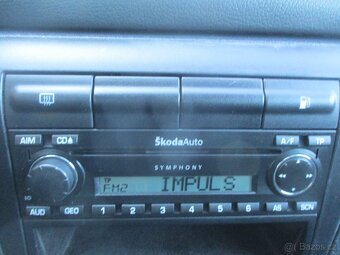 AIM CD ŠkodaAuto A/F TP
SYMPHONY
TP
FM2 IMPULS
AUD GEO 1 2 3 4 5 6 AS SCN
Bazoš.cz